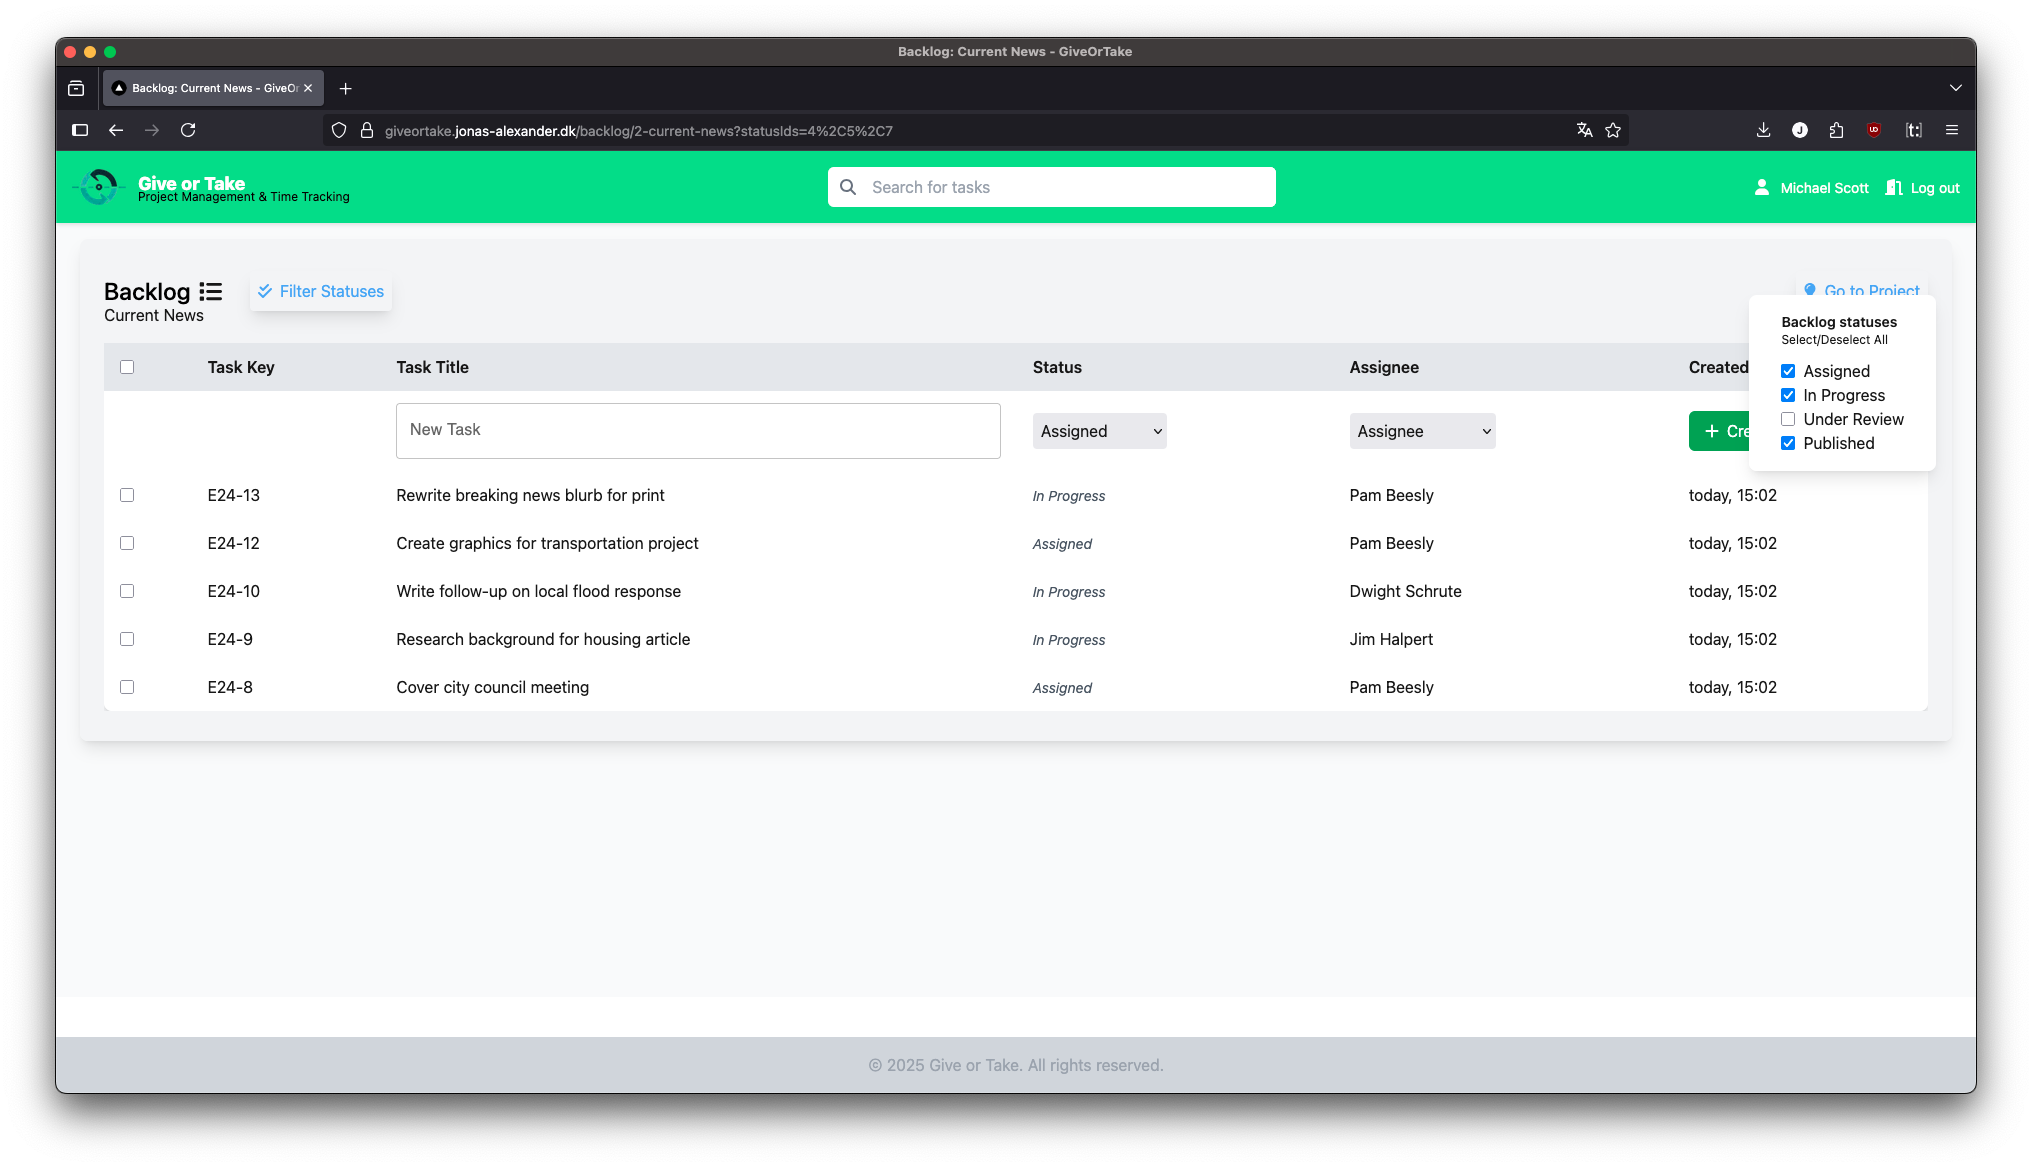 Backlog: Current News - GiveOrTake
Backlog: Current News - GiveOr
giveortake.jonas-alexander.dk/backlog/2-current-news?statusIds=4%2C5%2C7
J
UD
[t:]
Give or Take
Project Management & Time Tracking
Search for tasks
Michael Scott
Log out
Backlog
Current News
Filter Statuses
Go to Project
Backlog statuses
Select/Deselect All
Assigned
In Progress
Under Review
Published
Task Key Task Title Status Assignee Created
New Task Assigned Assignee + Cre
E24-13 Rewrite breaking news blurb for print In Progress Pam Beesly today, 15:02
E24-12 Create graphics for transportation project Assigned Pam Beesly today, 15:02
E24-10 Write follow-up on local flood response In Progress Dwight Schrute today, 15:02
E24-9 Research background for housing article In Progress Jim Halpert today, 15:02
E24-8 Cover city council meeting Assigned Pam Beesly today, 15:02
© 2025 Give or Take. All rights reserved.